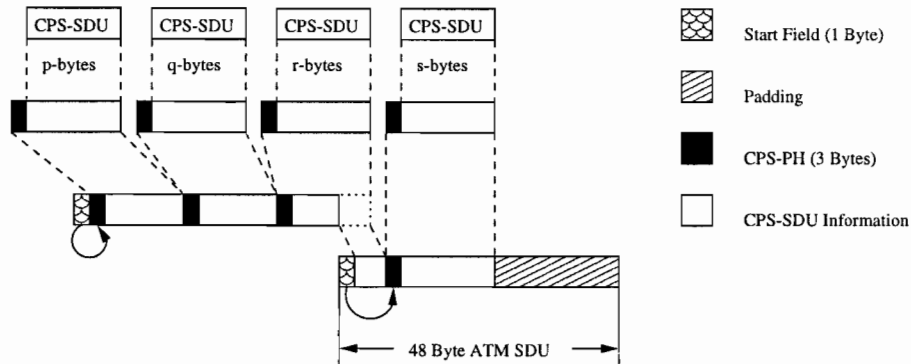 CPS-SDU CPS-SDU CPS-SDU CPS-SDU
p-bytes q-bytes r-bytes s-bytes
Start Field (1 Byte)
Padding
CPS-PH (3 Bytes)
CPS-SDU Information
48 Byte ATM SDU